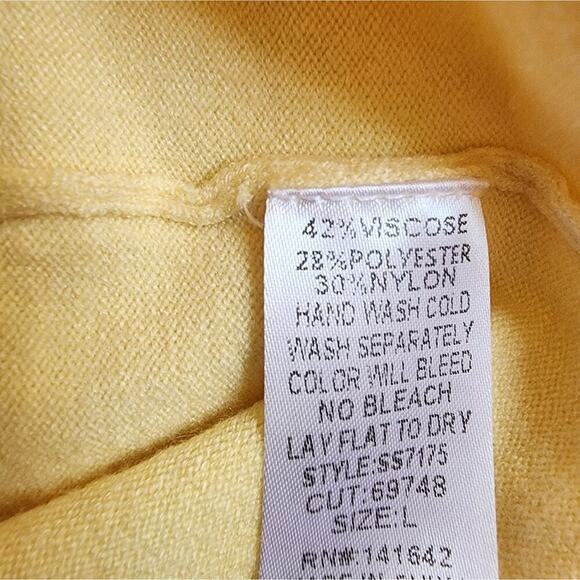 42%VISCOSE
28%POLYESTER
30%NYLON
HAND WASH COLD
WASH SEPARATELY
COLOR WILL BLEED
NO BLEACH
LAY FLAT TO DRY
STYLE:SS7175
CUT:69748
SIZE:L
RN#:141642